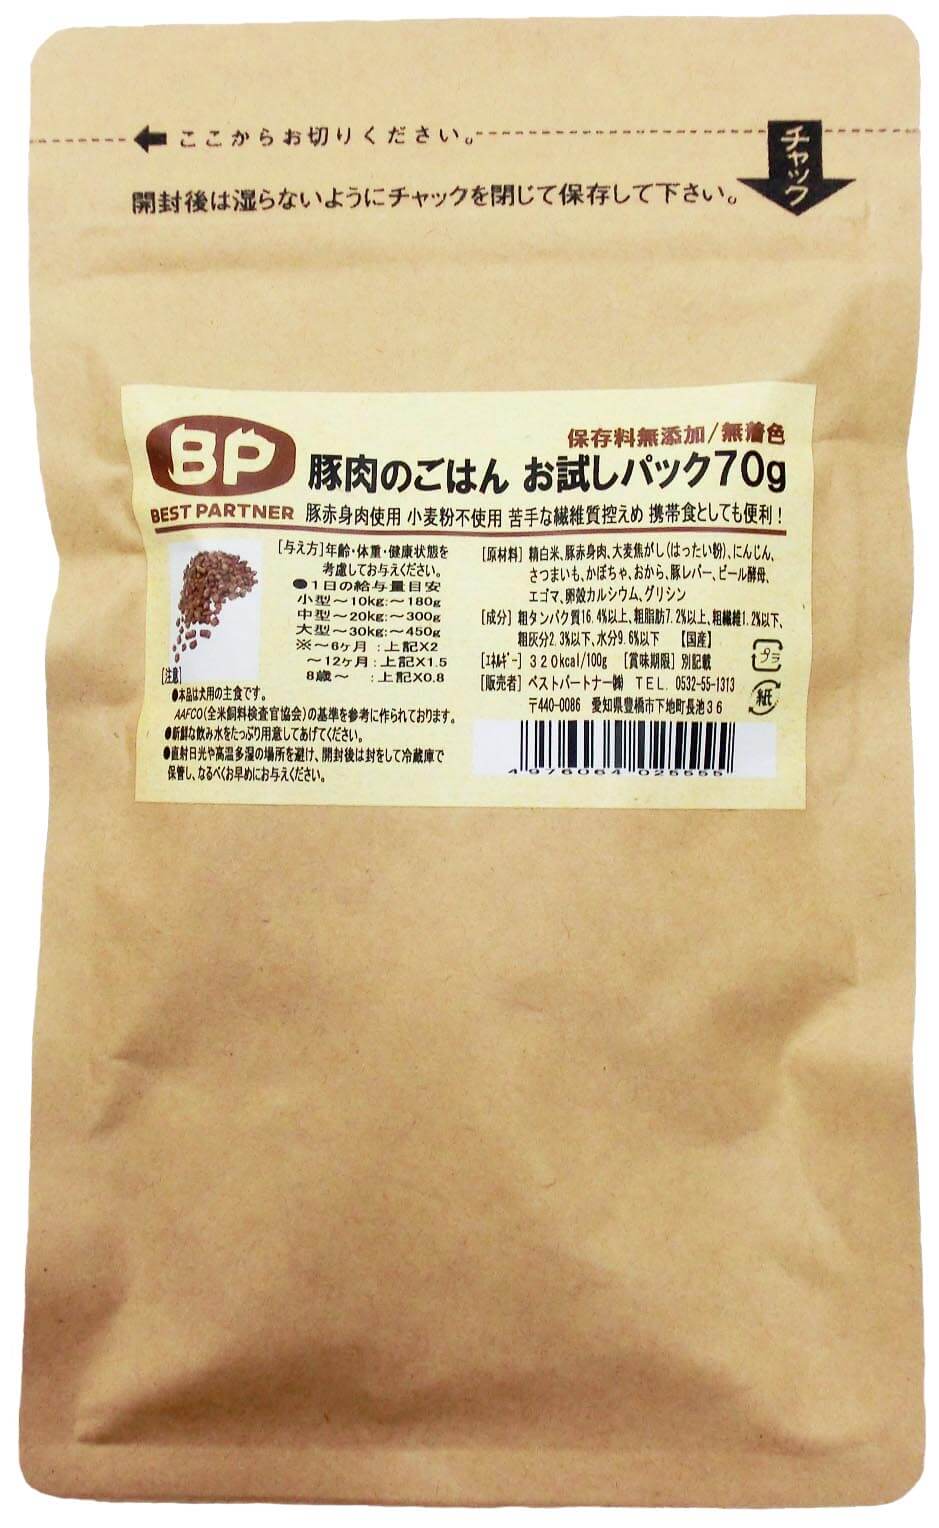 ここからお切りください。
チャック
開封後は湿らないようにチャックを閉じて保存して下さい。
BP
BEST PARTNER
保存料無添加/無着色
豚肉のごはん お試しパック70g
豚赤身肉使用 小麦粉不使用 苦手な繊維質控えめ 携帯食としても便利!
[与え方]年齢・体重・健康状態を
考慮してお与えください。
●1日の給与量目安
小型〜10kg:〜180g
中型〜20kg:〜300g
大型〜30kg:〜450g
※〜6ヶ月 :上記X2
〜12ヶ月:上記X1.5
8歳〜 :上記X0.8
[注意]
●本品は犬用の主食です。
AAFCO(全米飼料検査官協会)の基準を参考に作られております。
●新鮮な飲み水をたっぷり用意してあげてください。
●直射日光や高温多湿の場所を避け、開封後は封をして冷蔵庫で
保管し、なるべくお早めにお与えください。
[原材料] 精白米、豚赤身肉、大麦焦がし(はったい粉)、にんじん、
さつまいも、かぼちゃ、おから、豚レバー、ビール酵母、
エゴマ、卵殻カルシウム、グリシン
[成分] 粗タンパク質16.4%以上、粗脂肪7.2%以上、粗繊維1.2%以下、
粗灰分2.3%以下、水分9.6%以下 【国産】
[エネルギー] 320kcal/100g [賞味期限] 別記載
[販売者] ベストパートナー㈱ TEL. 0532-55-1313
〒440-0086 愛知県豊橋市下地町長池36
プラ
紙
4976064025555